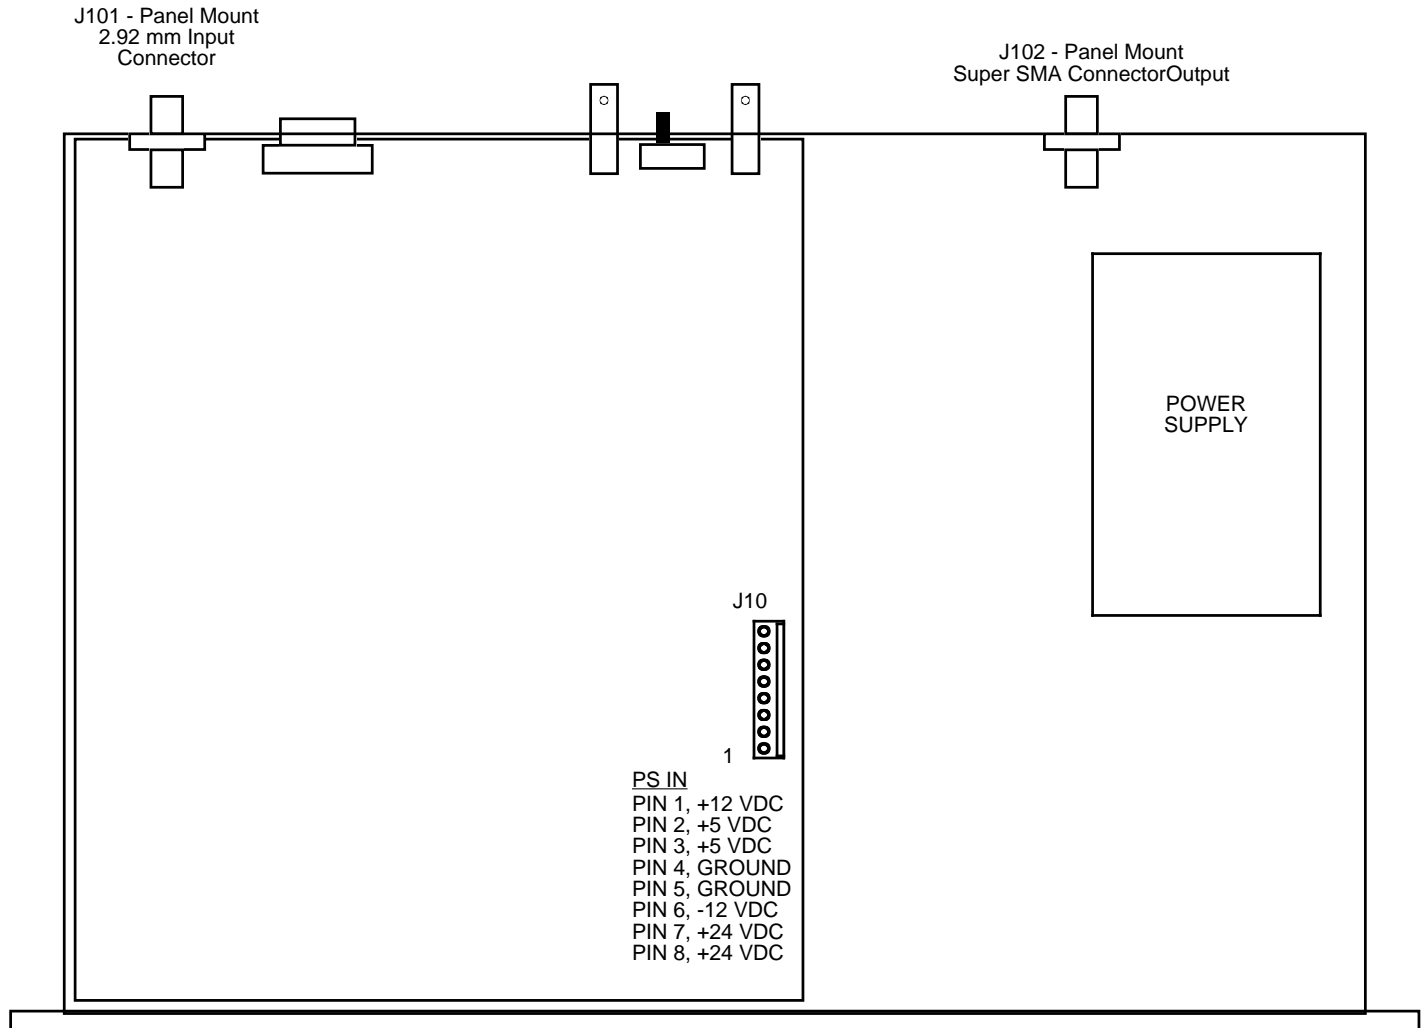 J101 - Panel Mount
2.92 mm Input
Connector
J102 - Panel Mount
Super SMA ConnectorOutput
POWER
SUPPLY
J10
1
PS IN
PIN 1, +12 VDC
PIN 2, +5 VDC
PIN 3, +5 VDC
PIN 4, GROUND
PIN 5, GROUND
PIN 6, -12 VDC
PIN 7, +24 VDC
PIN 8, +24 VDC